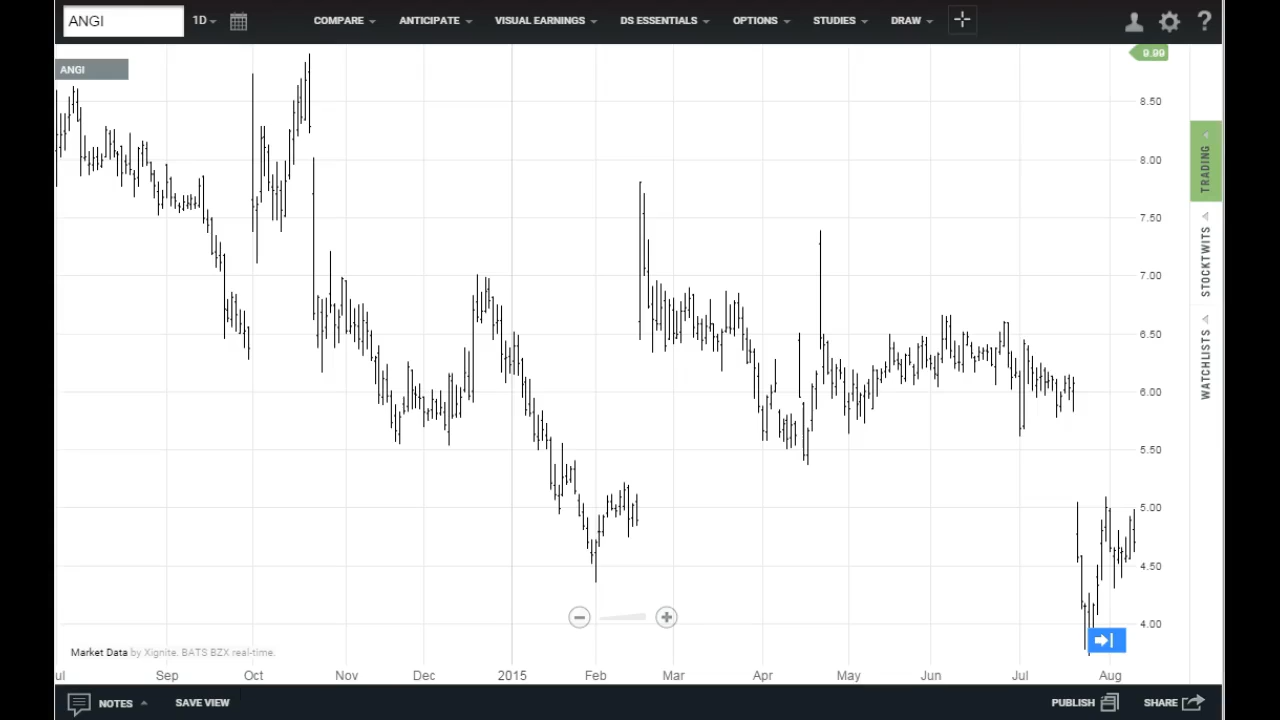 ANGI 1D COMPARE ANTICIPATE VISUAL EARNINGS DS ESSENTIALS OPTIONS STUDIES DRAW ?
9.99
ANGI
8.50
8.00
7.50
7.00
6.50
6.00
5.50
5.00
4.50
4.00
TRADING
STOCKTWITS
WATCHLISTS
Market Data by Xignite. BATS BZX real-time.
ul Sep Oct Nov Dec 2015 Feb Mar Apr May Jun Jul Aug
NOTES SAVE VIEW PUBLISH SHARE